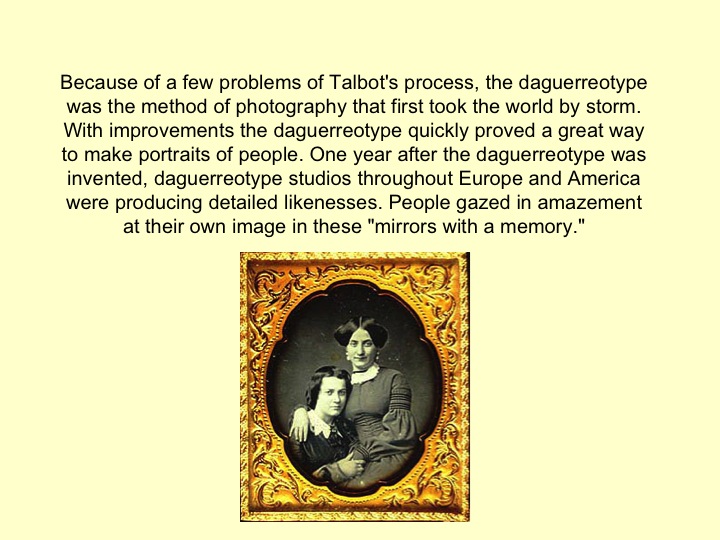 Because of a few problems of Talbot's process, the daguerreotype
was the method of photography that first took the world by storm.
With improvements the daguerreotype quickly proved a great way
to make portraits of people. One year after the daguerreotype was
invented, daguerreotype studios throughout Europe and America
were producing detailed likenesses. People gazed in amazement
at their own image in these "mirrors with a memory."